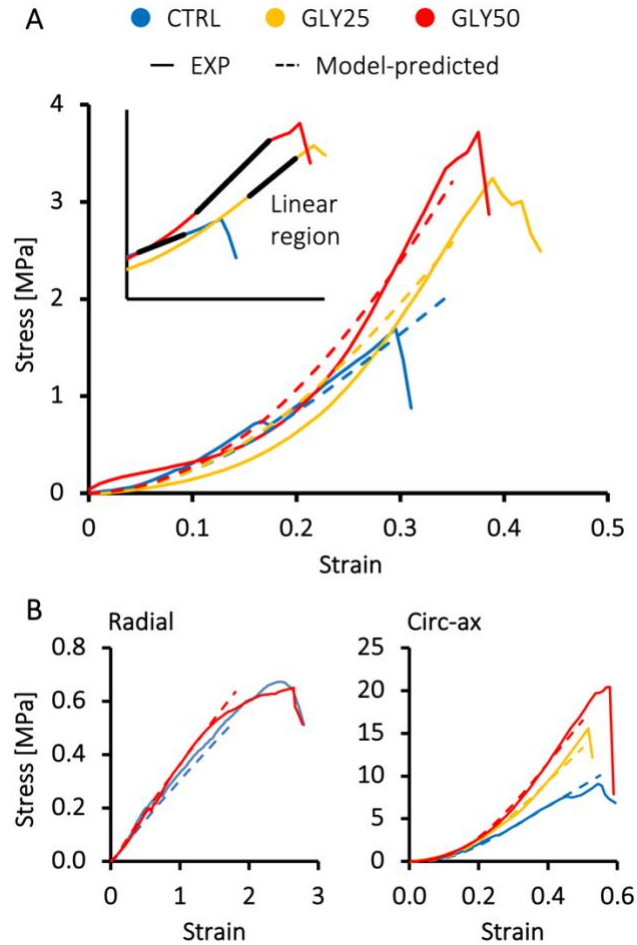 A
CTRL GLY25 GLY50
EXP Model-predicted
4
3
2
1
0
Stress [MPa]
Linear
region
0 0.1 0.2 0.3 0.4 0.5
Strain
B
Radial
0.8
0.6
0.4
0.2
0.0
Stress [MPa]
0 1 2 3
Strain
Circ-ax
25
20
15
10
5
0
0.0 0.2 0.4 0.6
Strain